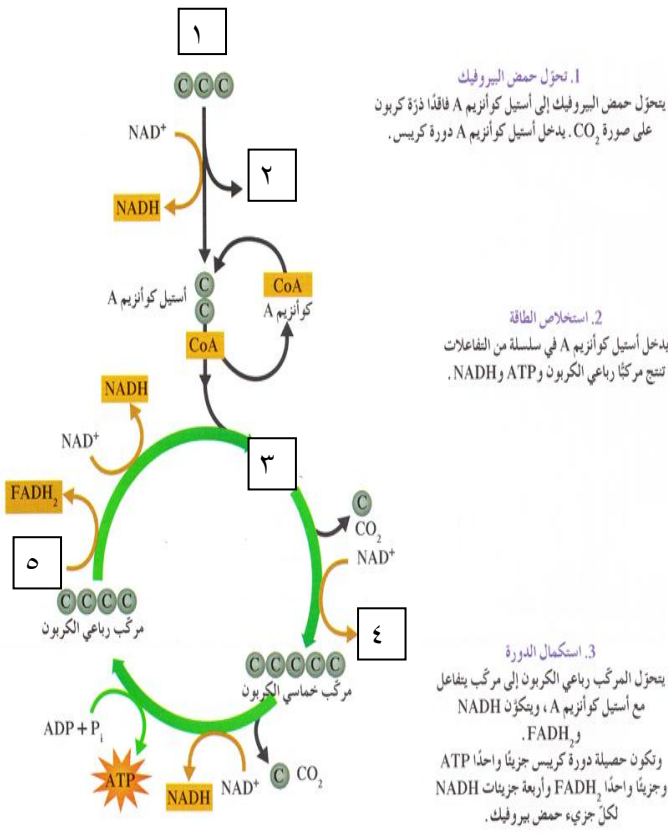 ١
C C C
1. تحوّل حمض البيروفيك
يتحوّل حمض البيروفيك إلى أستيل كوأنزيم A فاقدًا ذرّة كربون
على صورة CO₂. يدخل أستيل كوأنزيم A دورة كريبس.
NAD⁺
٢
NADH
C
C
أستيل كوأنزيم A
CoA
كوأنزيم A
CoA
2. استخلاص الطاقة
يدخل أستيل كوأنزيم A في سلسلة من التفاعلات
تنتج مركبًّا رباعي الكربون وATP وNADH.
NADH
NAD⁺
٣
FADH₂
C
CO₂
NAD⁺
٥
C C C C
مركّب رباعي الكربون
٤
C C C C C
مركّب خماسي الكربون
3. استكمال الدورة
يتحوّل المركّب رباعي الكربون إلى مركّب يتفاعل
مع أستيل كوأنزيم A، ويتكوّن NADH
وFADH₂.
وتكون حصيلة دورة كريبس جزيئًا واحدًا ATP
وجزيئًا واحدًا FADH₂ وأربعة جزيئات NADH
لكلّ جزيء حمض بيروفيك.
ADP + Pᵢ
ATP
NADH
NAD⁺
C CO₂